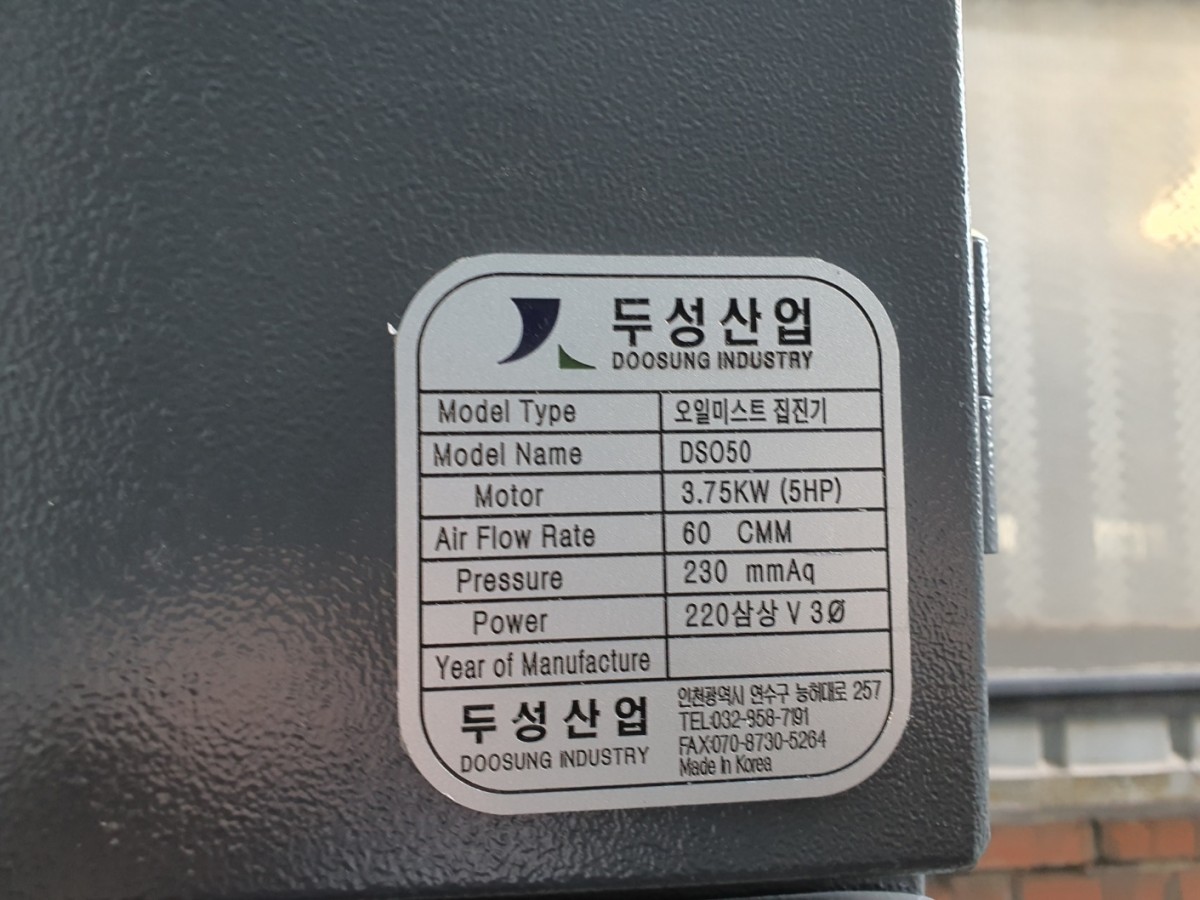 두성산업
DOOSUNG INDUSTRY
Model Type 오일미스트 집진기
Model Name DSO50
Motor 3.75KW (5HP)
Air Flow Rate 60 CMM
Pressure 230 mmAq
Power 220삼상 V 3Ø
Year of Manufacture
두성산업
DOOSUNG INDUSTRY
인천광역시 연수구 능허대로 257
TEL:032-958-7191
FAX:070-8730-5264
Made In Korea